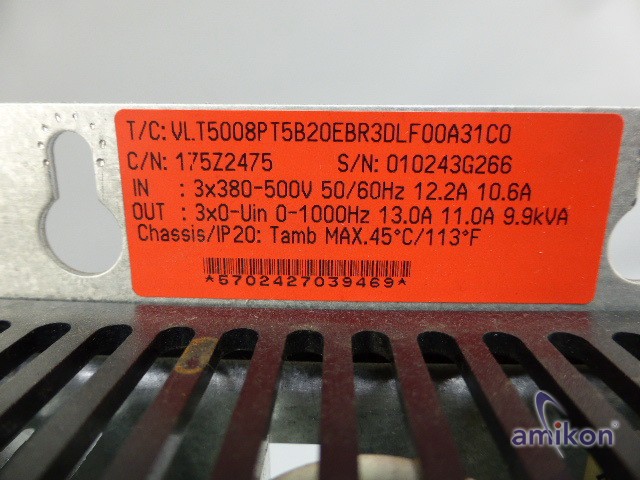 T/C: VLT5008PT5B20EBR3DLF00A31C0
C/N: 175Z2475 S/N: 010243G266
IN : 3x380-500V 50/60Hz 12.2A 10.6A
OUT : 3x0-Uin 0-1000Hz 13.0A 11.0A 9.9kVA
Chassis/IP20: Tamb MAX.45°C/113°F
*5702427039469*
amikon